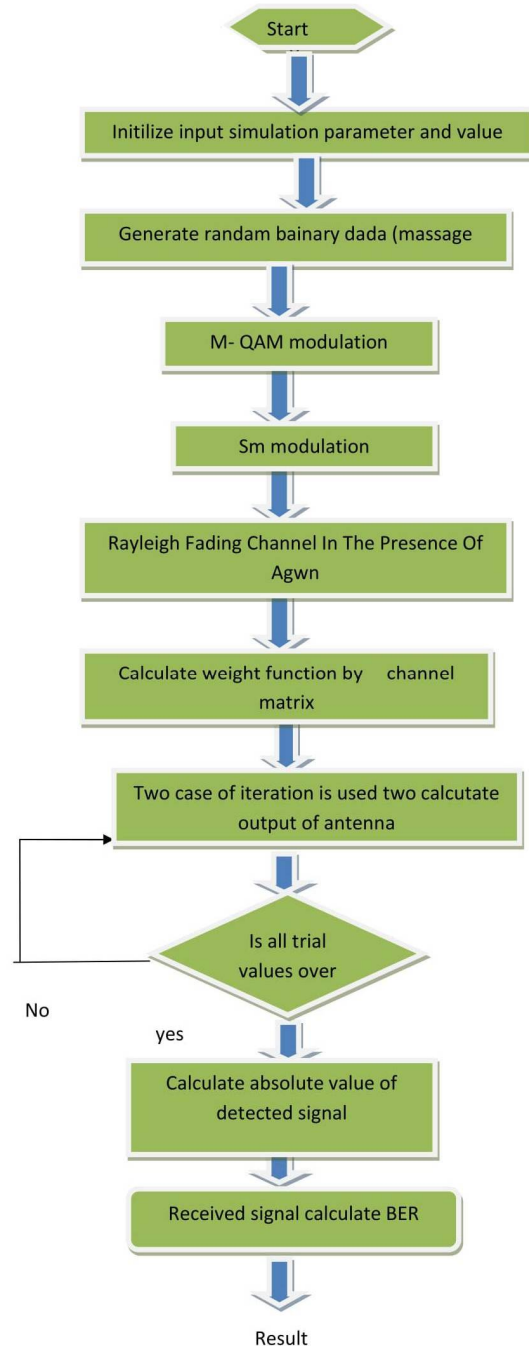 Start
Initilize input simulation parameter and value
Generate randam bainary dada (massage
M- QAM modulation
Sm modulation
Rayleigh Fading Channel In The Presence Of
Agwn
Calculate weight function by channel
matrix
Two case of iteration is used two calcutate
output of antenna
Is all trial
values over
No
yes
Calculate absolute value of
detected signal
Received signal calculate BER
Result